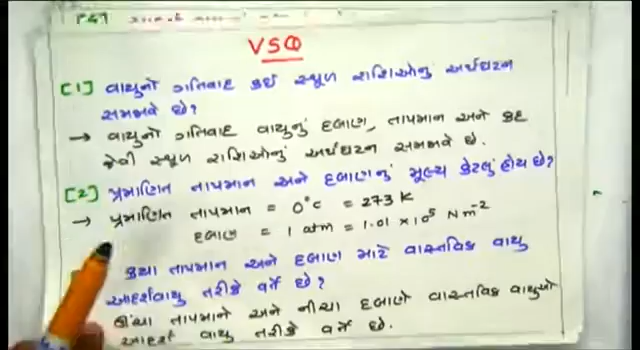 VSQ
[1] વાયુનો ગતિવાદ કઈ સ્થૂળ રાશિઓનું અર્થઘટન
સમજાવે છે?
→ વાયુનો ગતિવાદ વાયુનું દબાણ, તાપમાન અને કદ
જેવી સ્થૂળ રાશિઓનું અર્થઘટન સમજાવે છે.
[2] પ્રમાણિત તાપમાન અને દબાણનું મૂલ્ય કેટલું હોય છે?
→ પ્રમાણિત તાપમાન = 0°C = 273 K
દબાણ = 1 atm = 1.01 × 10⁵ Nm⁻²
કયા તાપમાન અને દબાણ માટે વાસ્તવિક વાયુ
આદર્શવાયુ તરીકે વર્તે છે?
ઊંચા તાપમાને અને નીચા દબાણે વાસ્તવિક વાયુઓ
આદર્શ વાયુ તરીકે વર્તે છે.